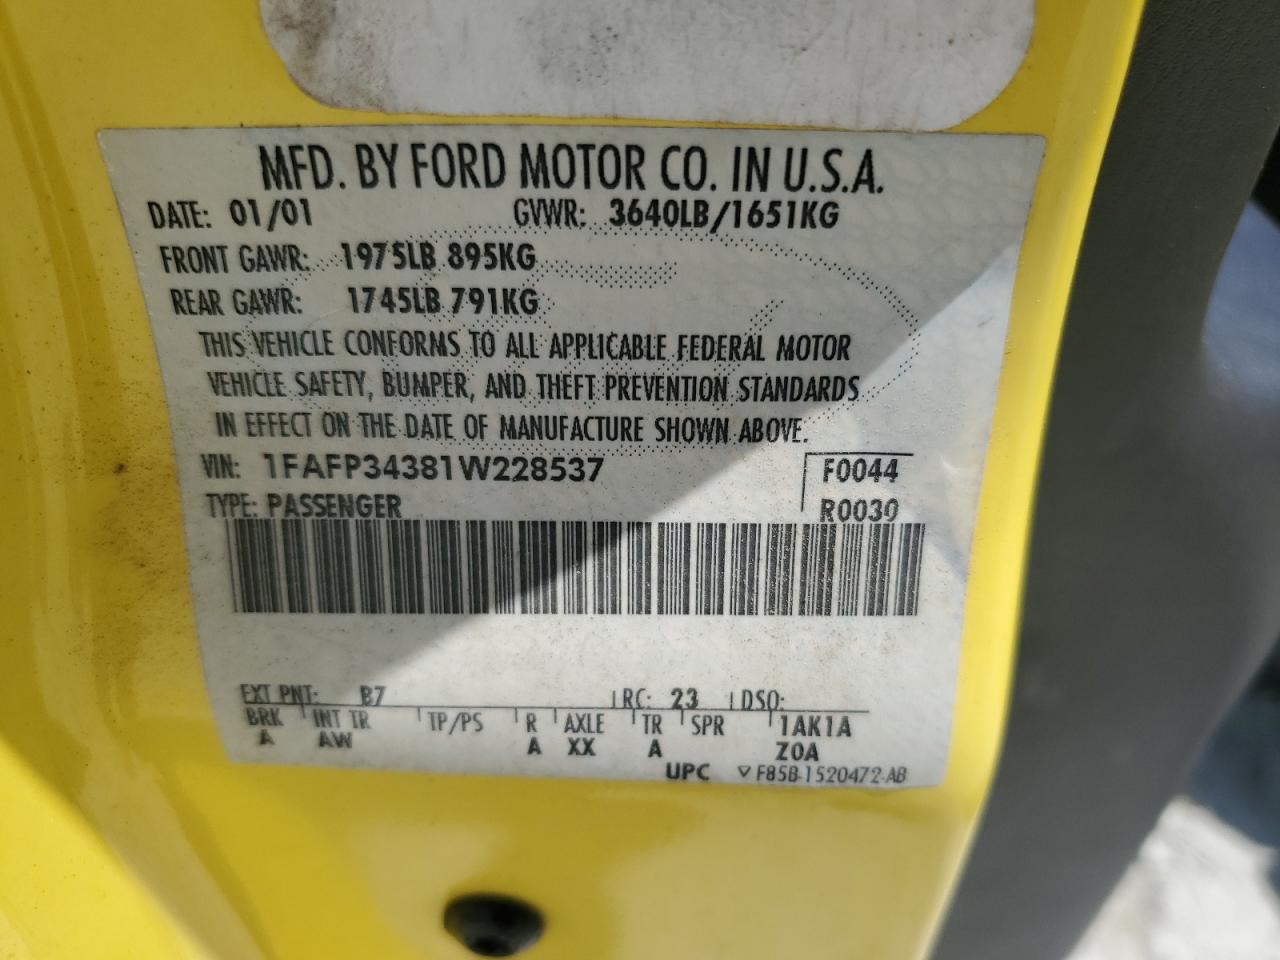 MFD. BY FORD MOTOR CO. IN U.S.A.
DATE: 01/01 GVWR: 3640LB/1651KG
FRONT GAWR: 1975LB 895KG
REAR GAWR: 1745LB 791KG
THIS VEHICLE CONFORMS TO ALL APPLICABLE FEDERAL MOTOR
VEHICLE SAFETY, BUMPER, AND THEFT PREVENTION STANDARDS
IN EFFECT ON THE DATE OF MANUFACTURE SHOWN ABOVE.
VIN: 1FAFP34381W228537 F0044
TYPE: PASSENGER R0030
EXT PNT: B7 RC: 23 DSO:
BRK INT TR TP/PS R AXLE TR SPR 1AK1A
A AW A XX A Z0A
UPC F85B-1520472-AB